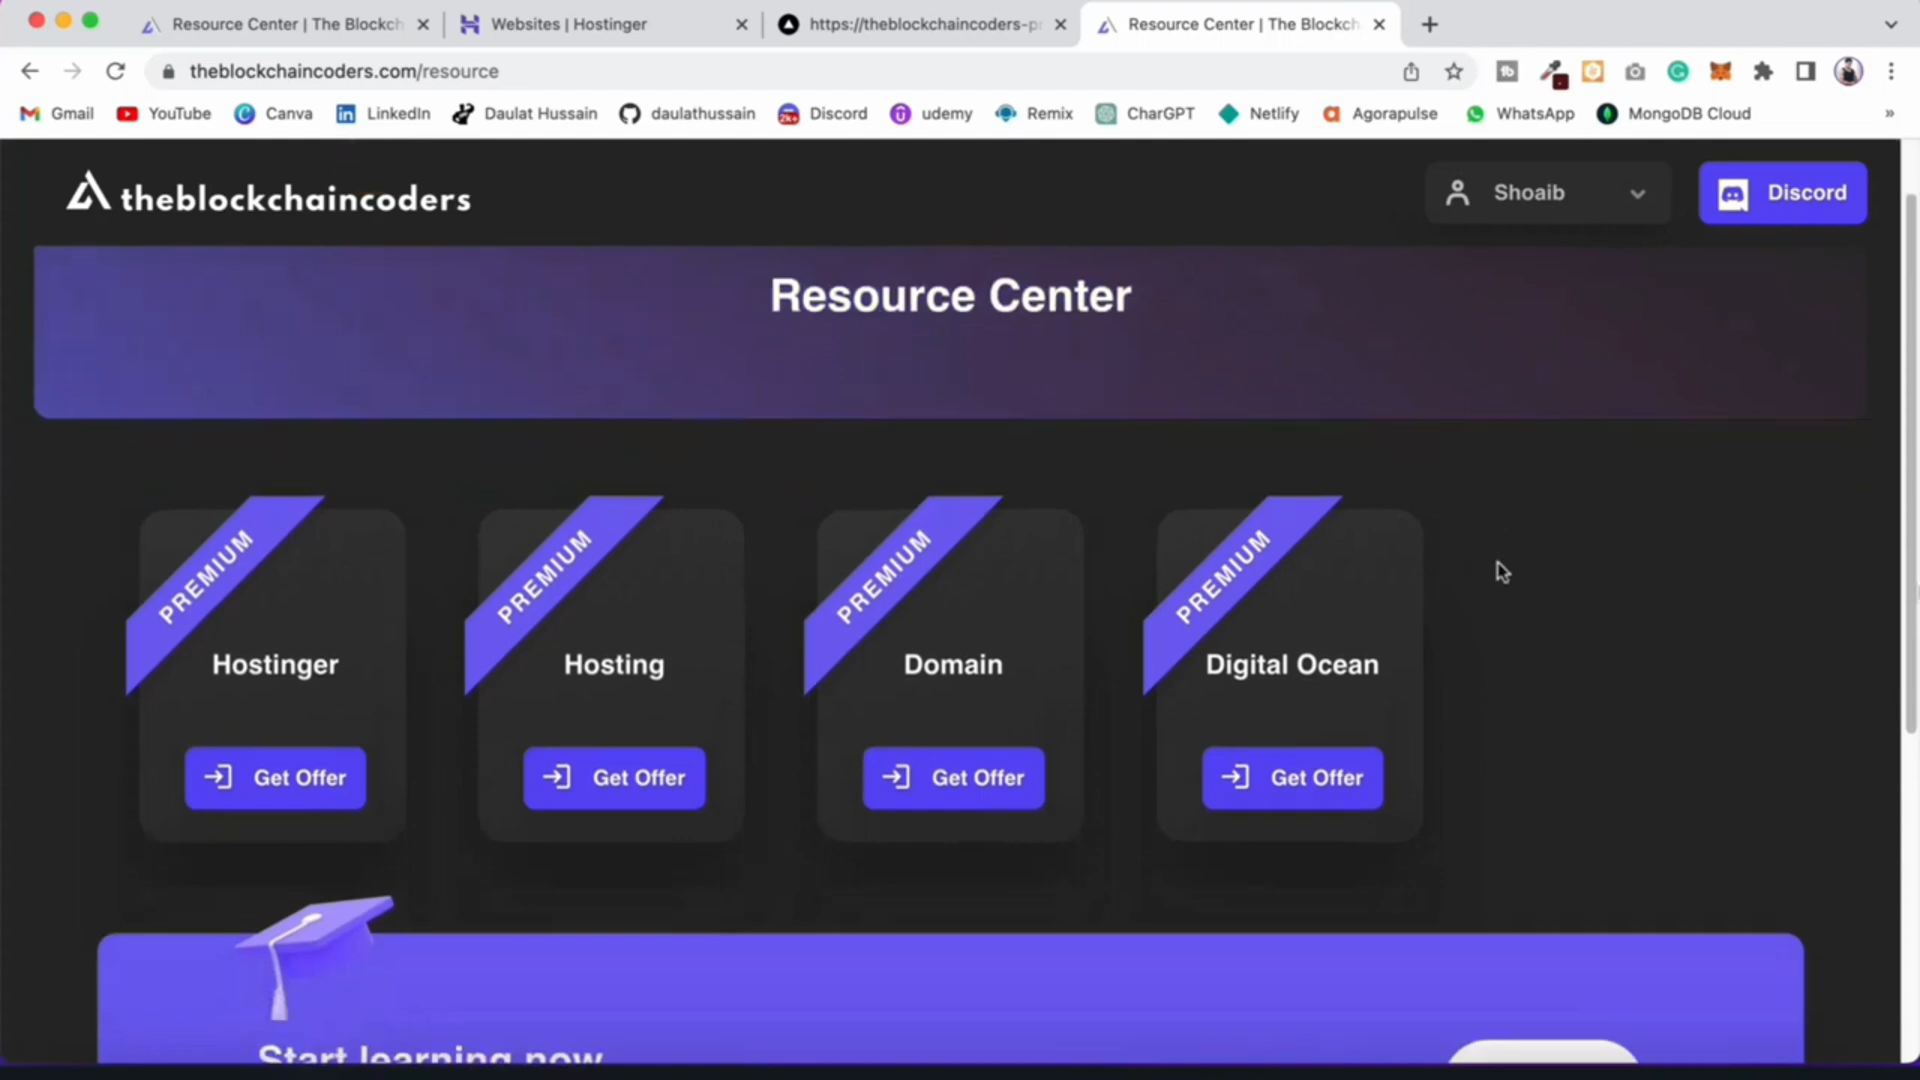 Resource Center | The Blockch
Websites | Hostinger
https://theblockchaincoders-pr
Resource Center | The Blockch
theblockchaincoders.com/resource
Gmail
YouTube
Canva
LinkedIn
Daulat Hussain
daulathussain
2K+
Discord
udemy
Remix
CharGPT
Netlify
Agorapulse
WhatsApp
MongoDB Cloud
»
theblockchaincoders
Shoaib
Discord
Resource Center
PREMIUM
PREMIUM
PREMIUM
PREMIUM
Hostinger
Hosting
Domain
Digital Ocean
Get Offer
Get Offer
Get Offer
Get Offer
Start learning now